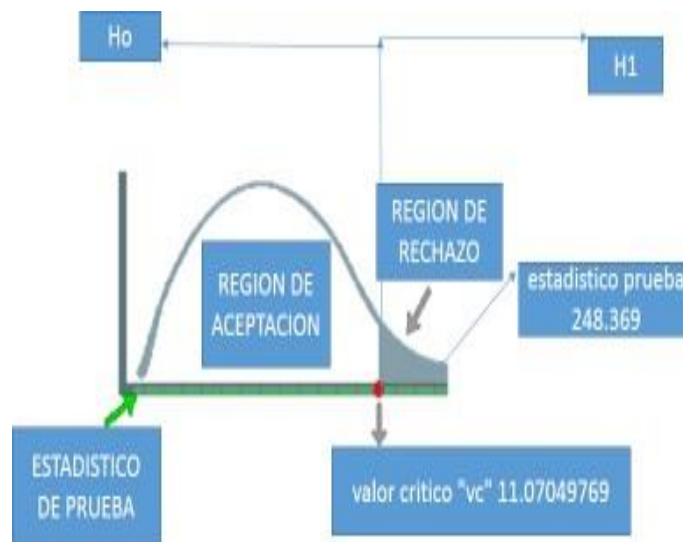 Ho
H1
REGION DE
RECHAZO
REGION DE
ACEPTACION
estadistico prueba
248.369
ESTADISTICO
DE PRUEBA
valor critico "vc" 11.07049769